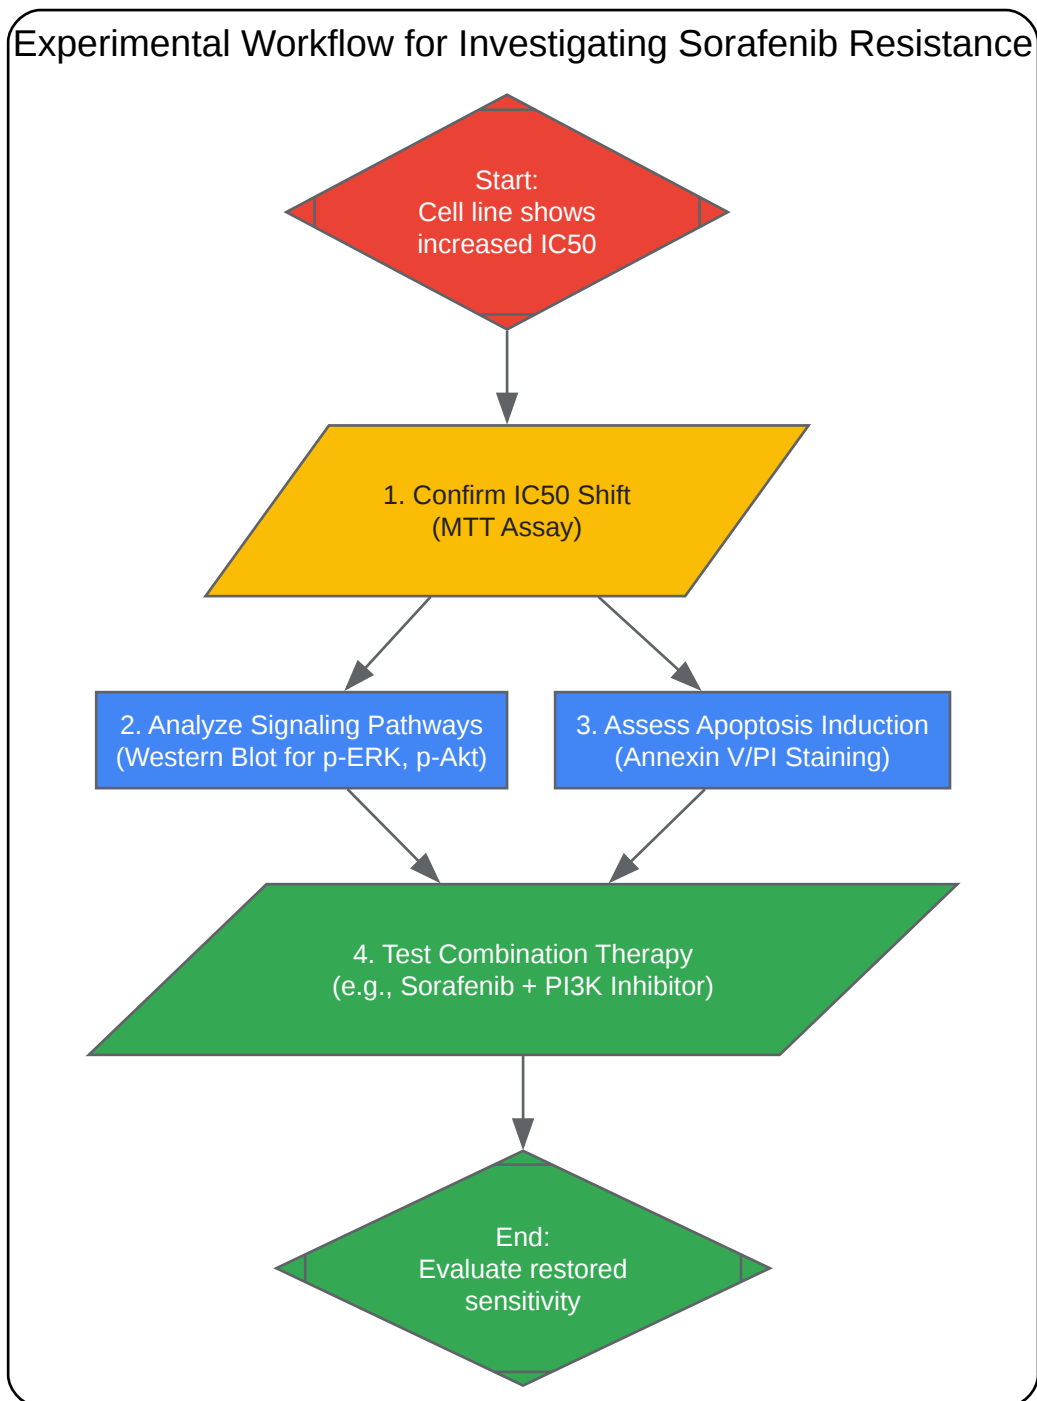 Experimental Workflow for Investigating Sorafenib Resistance
Start:
Cell line shows
increased IC50
1. Confirm IC50 Shift
(MTT Assay)
2. Analyze Signaling Pathways
(Western Blot for p-ERK, p-Akt)
3. Assess Apoptosis Induction
(Annexin V/PI Staining)
4. Test Combination Therapy
(e.g., Sorafenib + PI3K Inhibitor)
End:
Evaluate restored
sensitivity